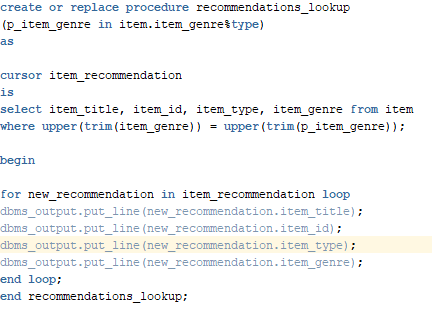 create or replace procedure recommendations_lookup
(p_item_genre in item.item_genre%type)
as
cursor item_recommendation
is
select item_title, item_id, item_type, item_genre from item
where upper(trim(item_genre)) = upper(trim(p_item_genre));
begin
for new_recommendation in item_recommendation loop
dbms_output.put_line(new_recommendation.item_title);
dbms_output.put_line(new_recommendation.item_id);
dbms_output.put_line(new_recommendation.item_type);
dbms_output.put_line(new_recommendation.item_genre);
end loop;
end recommendations_lookup;